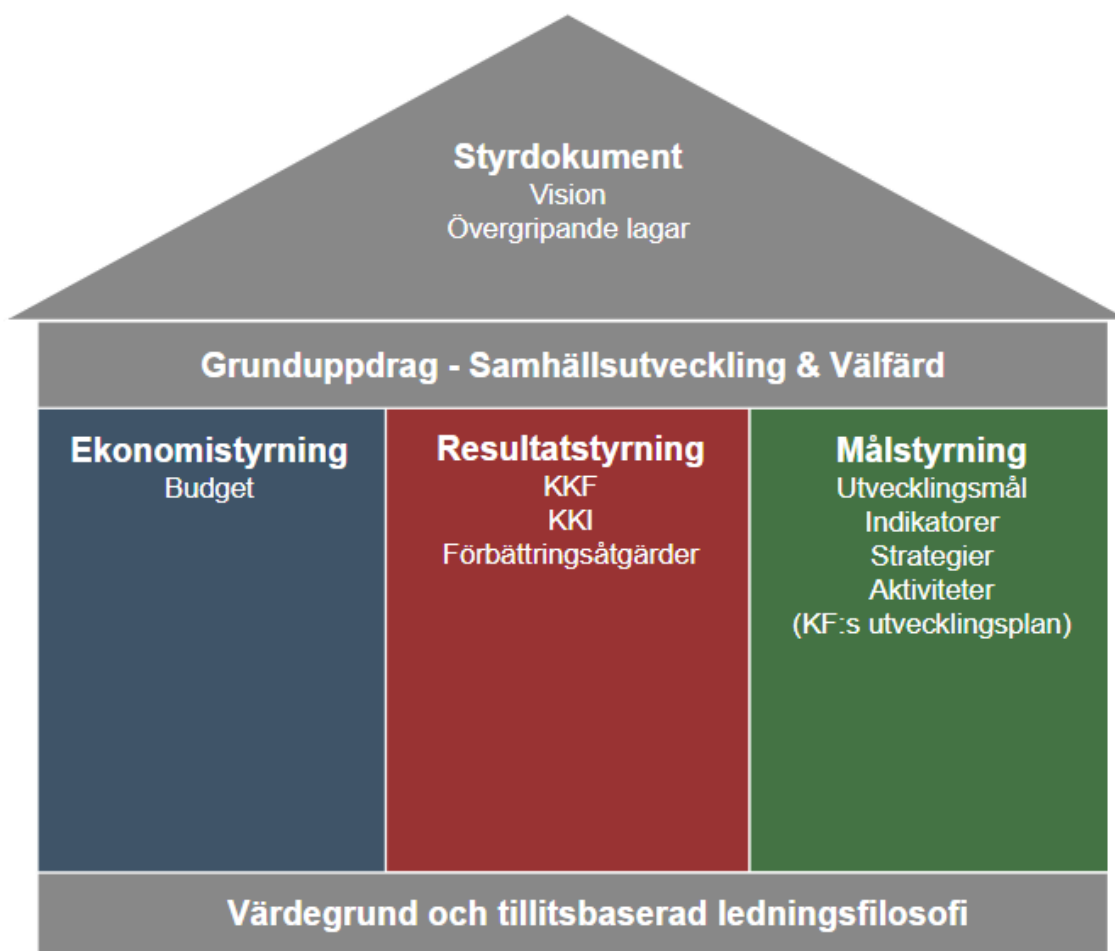 Styrdokument
Vision
Övergripande lagar
Grunduppdrag - Samhällsutveckling & Välfärd
Ekonomistyrning
Budget
Resultatstyrning
KKF
KKI
Förbättringsåtgärder
Målstyrning
Utvecklingsmål
Indikatorer
Strategier
Aktiviteter
(KF:s utvecklingsplan)
Värdegrund och tillitsbaserad ledningsfilosofi